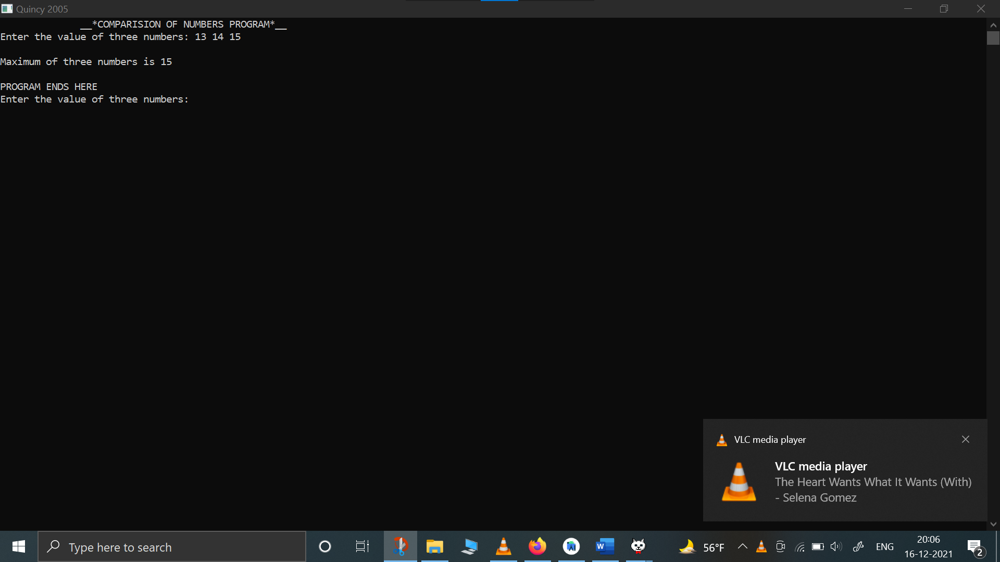 Quincy 2005
__*COMPARISION OF NUMBERS PROGRAM*__
Enter the value of three numbers: 13 14 15
Maximum of three numbers is 15
PROGRAM ENDS HERE
Enter the value of three numbers:
VLC media player
VLC media player
The Heart Wants What It Wants (With)
- Selena Gomez
Type here to search
W
56°F
ENG
20:06
16-12-2021
2